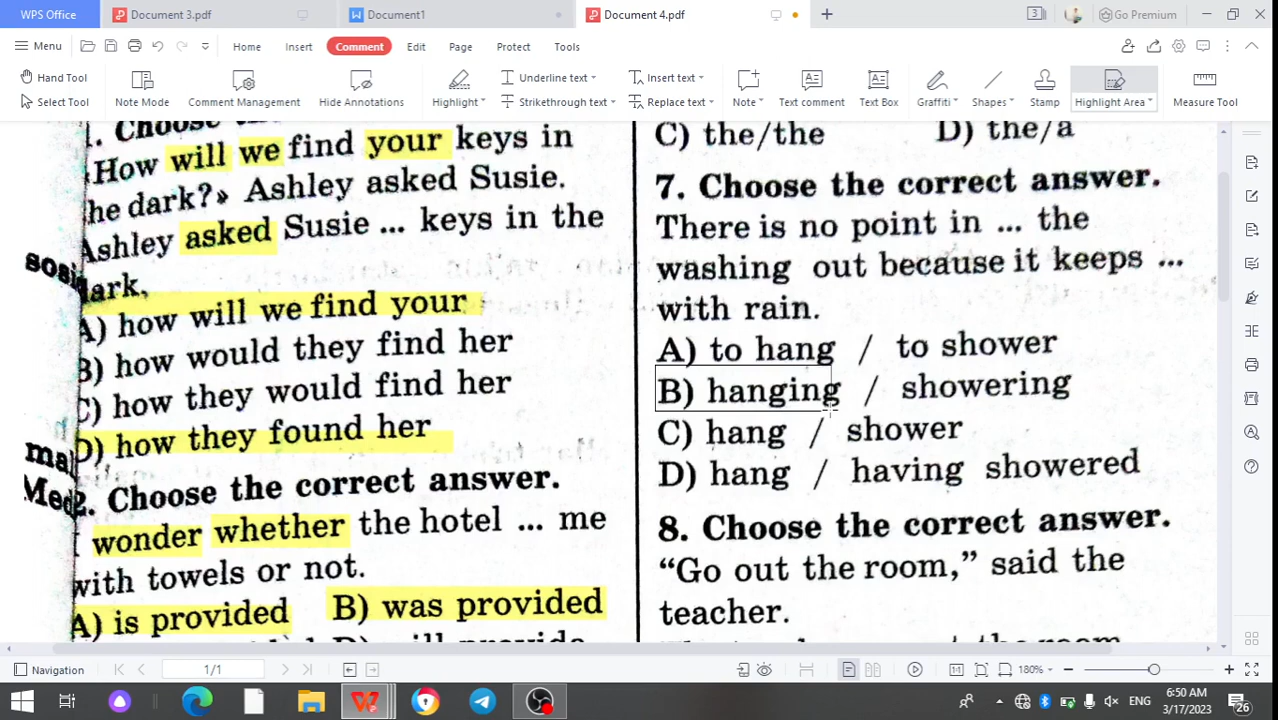 WPS Office
Document 3.pdf
Document1
Document 4.pdf
3
Go Premium
Menu
Home
Insert
Comment
Edit
Page
Protect
Tools
Hand Tool
Select Tool
Note Mode
Comment Management
Hide Annotations
Highlight
Underline text
Strikethrough text
Insert text
Replace text
Note
Text comment
Text Box
Graffiti
Shapes
Stamp
Highlight Area
Measure Tool
«How will we find your keys in
he dark?» Ashley asked Susie.
Ashley asked Susie ... keys in the
dark.
A) how will we find your
B) how would they find her
C) how they would find her
D) how they found her
2. Choose the correct answer.
I wonder whether the hotel ... me
with towels or not.
A) is provided B) was provided
C) the/the D) the/a
7. Choose the correct answer.
There is no point in ... the
washing out because it keeps ...
with rain.
A) to hang / to shower
B) hanging / showering
C) hang / shower
D) hang / having showered
8. Choose the correct answer.
“Go out the room,” said the
teacher.
Navigation
1/1
180%
ENG
6:50 AM
3/17/2023
26